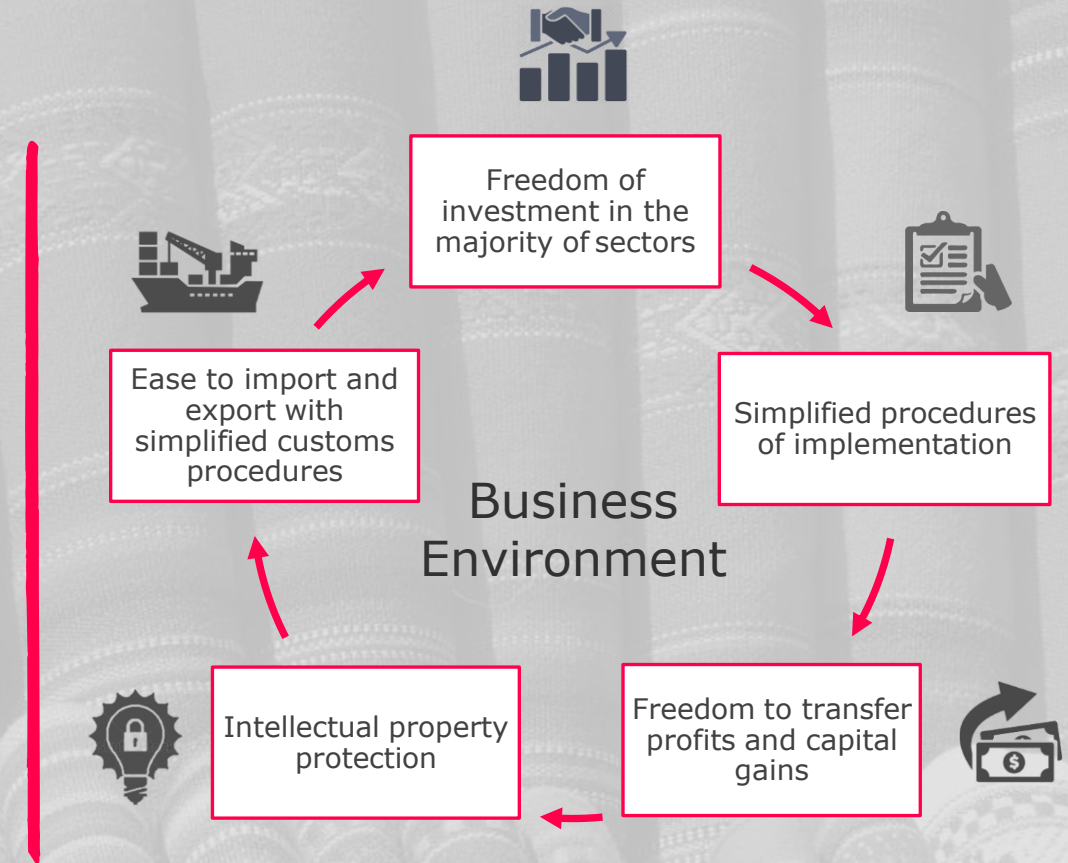 Freedom of
investment in the
majority of sectors
Simplified procedures
of implementation
Freedom to transfer
profits and capital
gains
Intellectual property
protection
Ease to import and
export with
simplified customs
procedures
Business
Environment
$